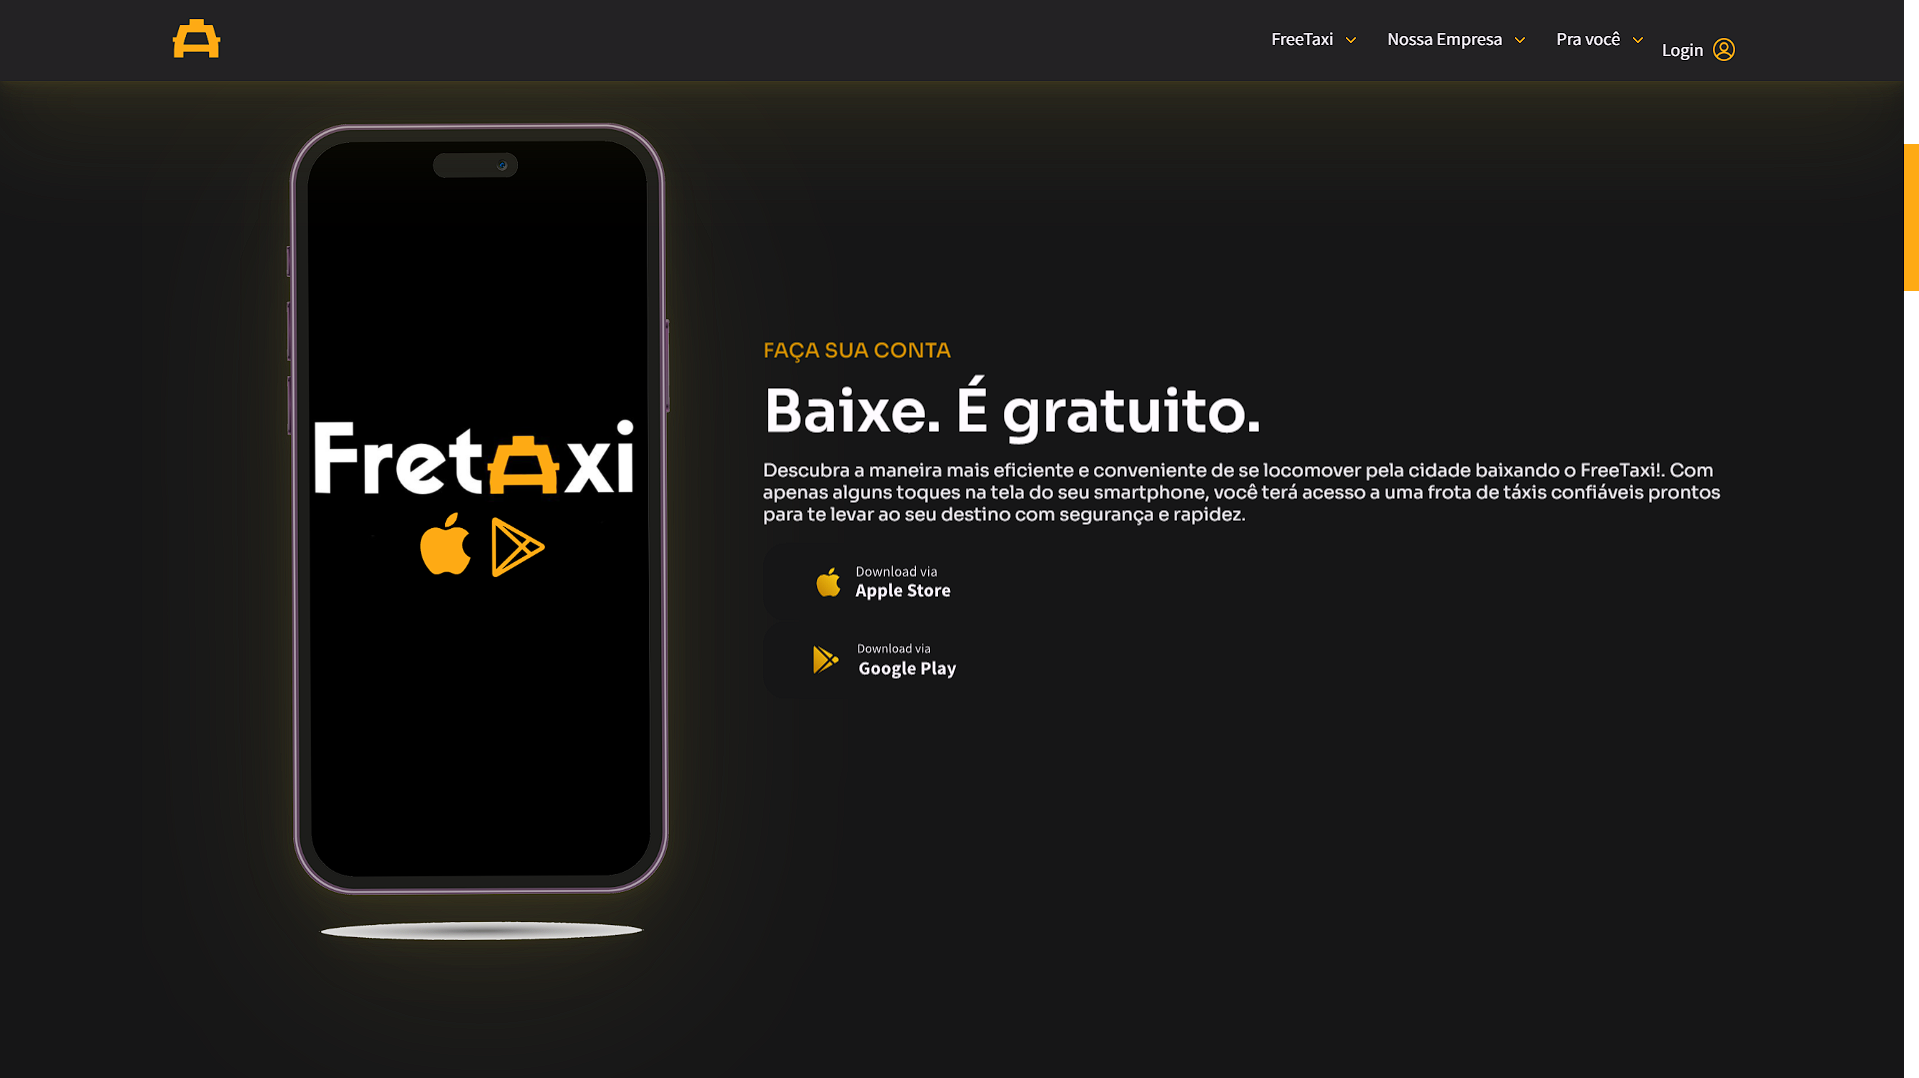 FreeTaxi
Nossa Empresa
Pra você
Login
Fretaxi
FAÇA SUA CONTA
Baixe. É gratuito.
Descubra a maneira mais eficiente e conveniente de se locomover pela cidade baixando o FreeTaxi!. Com
apenas alguns toques na tela do seu smartphone, você terá acesso a uma frota de táxis confiáveis prontos
para te levar ao seu destino com segurança e rapidez.
Download via
Apple Store
Download via
Google Play